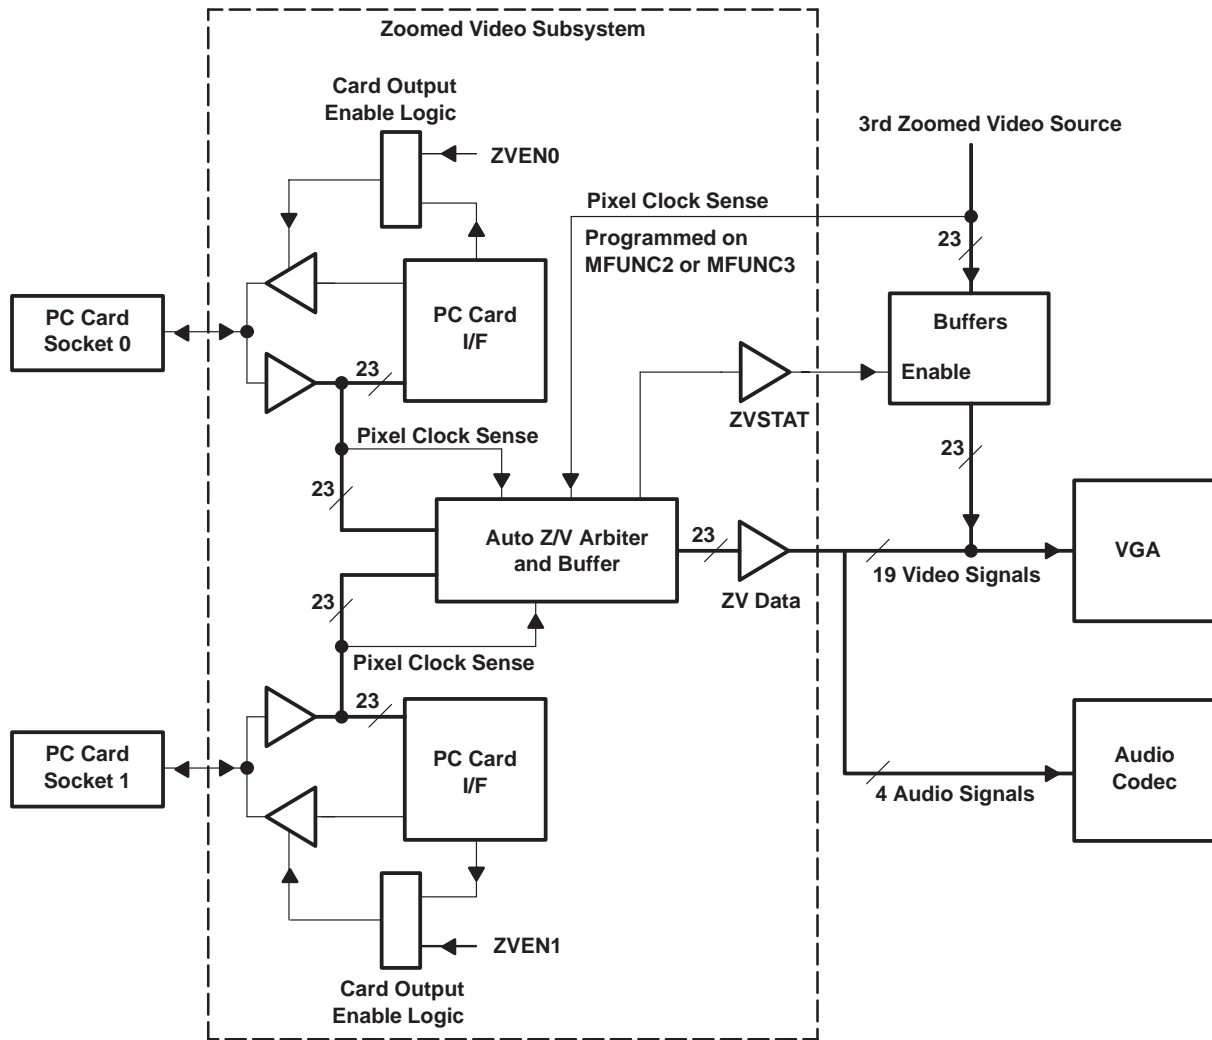 Zoomed Video Subsystem
Card Output
Enable Logic
ZVEN0
3rd Zoomed Video Source
Pixel Clock Sense
Programmed on
MFUNC2 or MFUNC3
23
PC Card
Socket 0
PC Card
I/F
Buffers
Enable
23
ZVSTAT
Pixel Clock Sense
23
23
Auto Z/V Arbiter
and Buffer
23
ZV Data
19 Video Signals
VGA
23
Pixel Clock Sense
23
PC Card
Socket 1
PC Card
I/F
4 Audio Signals
Audio
Codec
ZVEN1
Card Output
Enable Logic